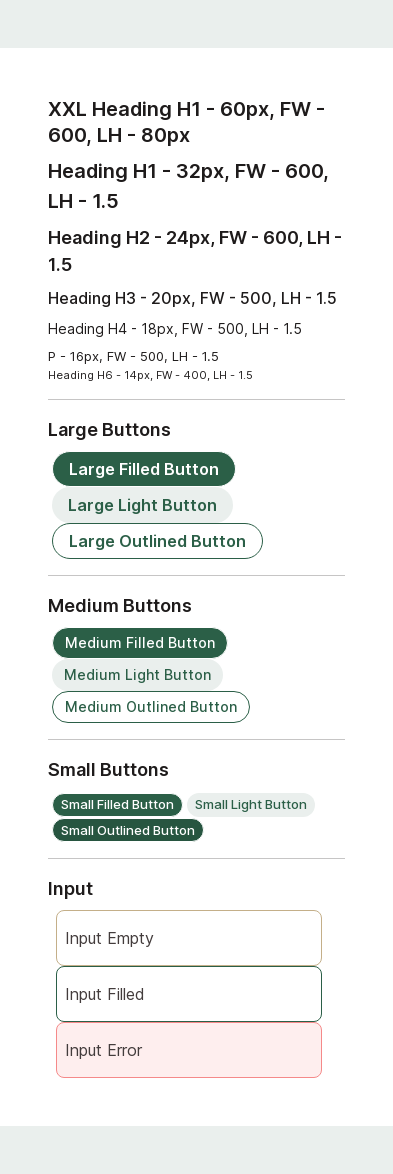 XXL Heading H1 - 60px, FW -
600, LH - 80px
Heading H1 - 32px, FW - 600,
LH - 1.5
Heading H2 - 24px, FW - 600, LH -
1.5
Heading H3 - 20px, FW - 500, LH - 1.5
Heading H4 - 18px, FW - 500, LH - 1.5
P - 16px, FW - 500, LH - 1.5
Heading H6 - 14px, FW - 400, LH - 1.5
Large Buttons
Large Filled Button
Large Light Button
Large Outlined Button
Medium Buttons
Medium Filled Button
Medium Light Button
Medium Outlined Button
Small Buttons
Small Filled Button Small Light Button
Small Outlined Button
Input
Input Empty
Input Filled
Input Error